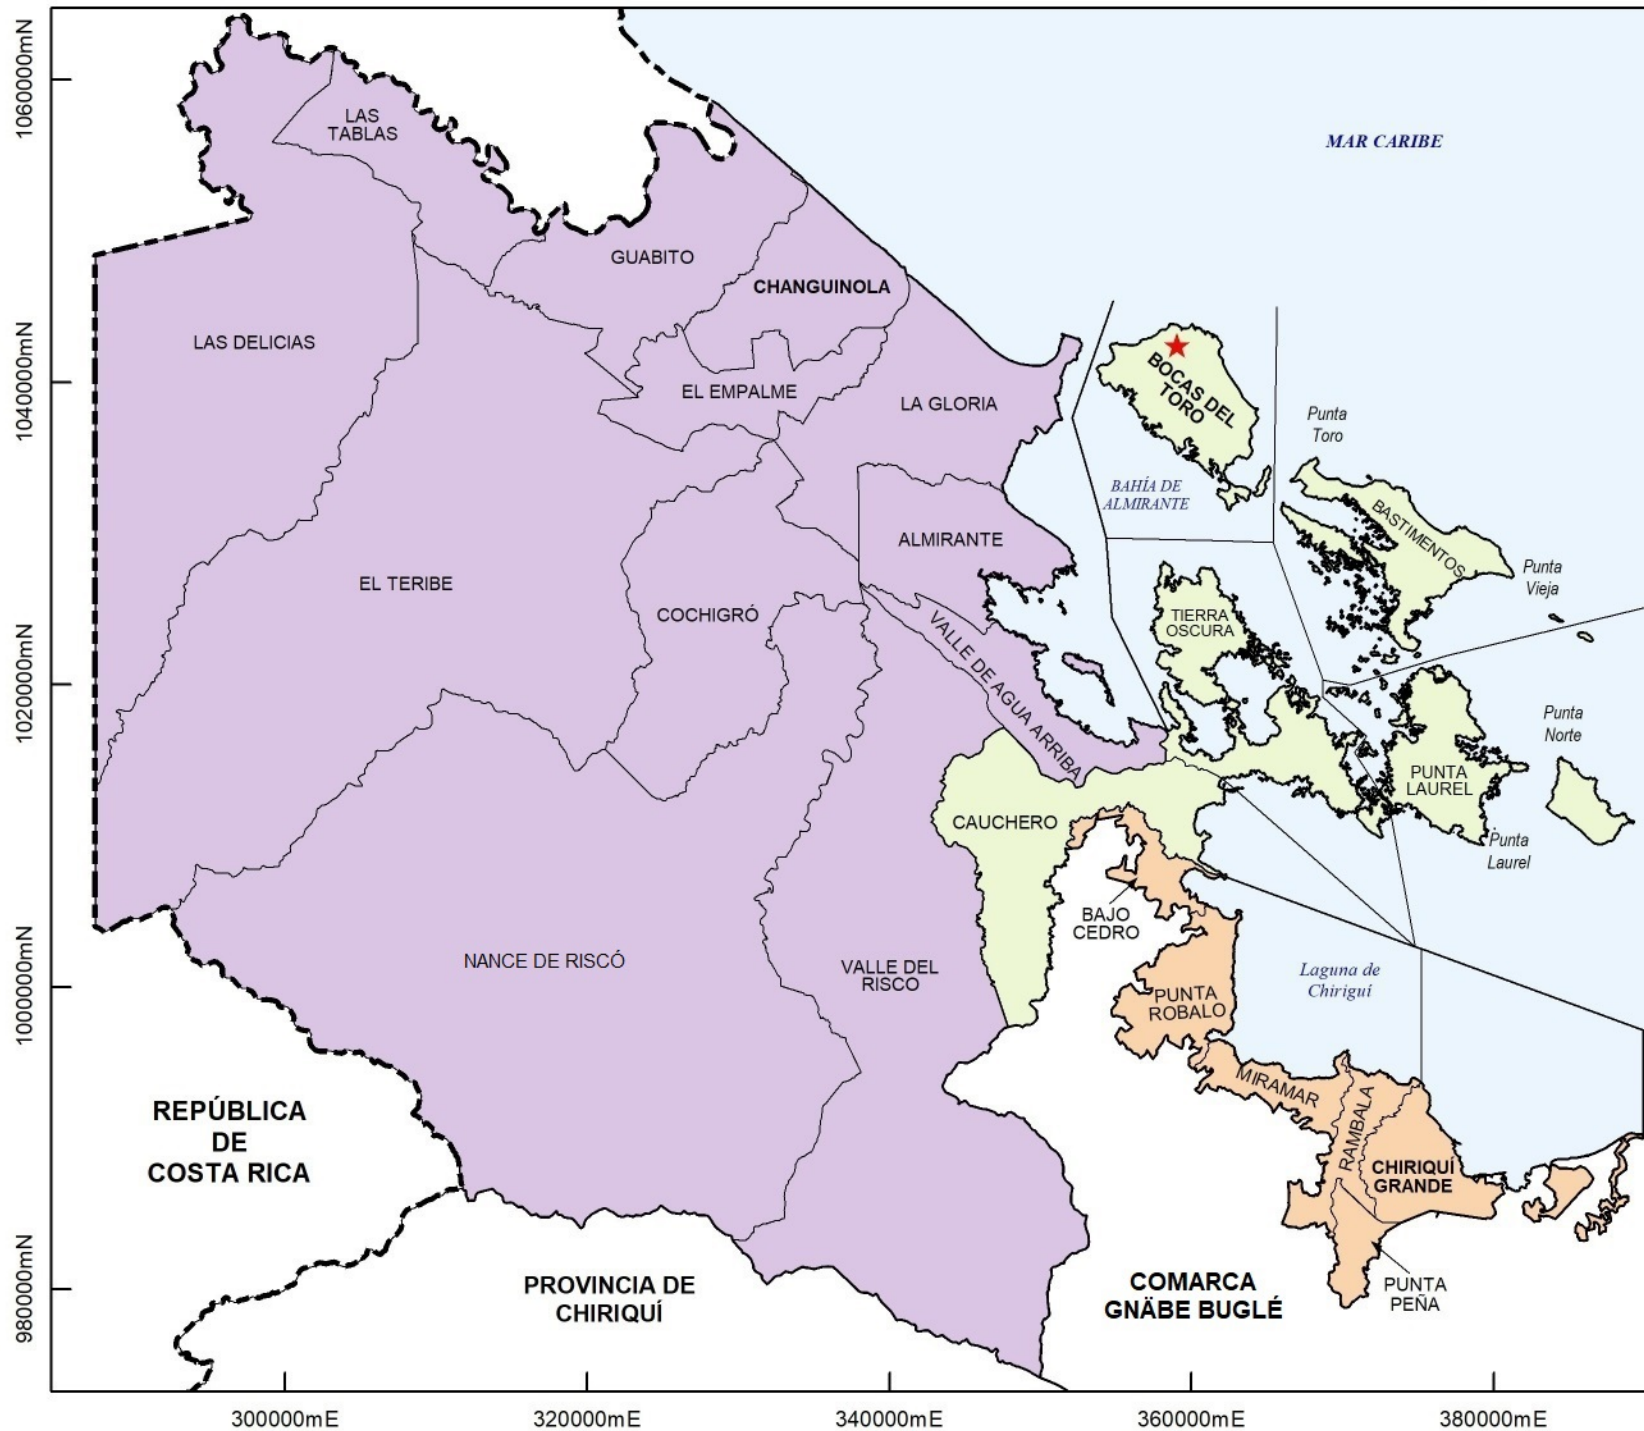 1060000mN
1040000mN
1020000mN
1000000mN
980000mN
LAS
TABLAS
MAR CARIBE
GUABITO
CHANGUINOLA
LAS DELICIAS
EL EMPALME
LA GLORIA
BOCAS DEL
TORO
Punta
Toro
BAHÍA DE
ALMIRANTE
BASTIMENTOS
ALMIRANTE
Punta
Vieja
EL TERIBE
COCHIGRÓ
TIERRA
OSCURA
VALLE DE AGUA ARRIBA
Punta
Norte
PUNTA
LAUREL
CAUCHERO
Punta
Laurel
BAJO
CEDRO
NANCE DE RISCÓ
VALLE DEL
RISCO
Laguna de
Chiriguí
PUNTA
ROBALO
MIRAMAR
RAMBALA
REPÚBLICA
DE
COSTA RICA
CHIRIQUÍ
GRANDE
PROVINCIA DE
CHIRIQUÍ
COMARCA
GNÄBE BUGLÉ
PUNTA
PEÑA
300000mE
320000mE
340000mE
360000mE
380000mE